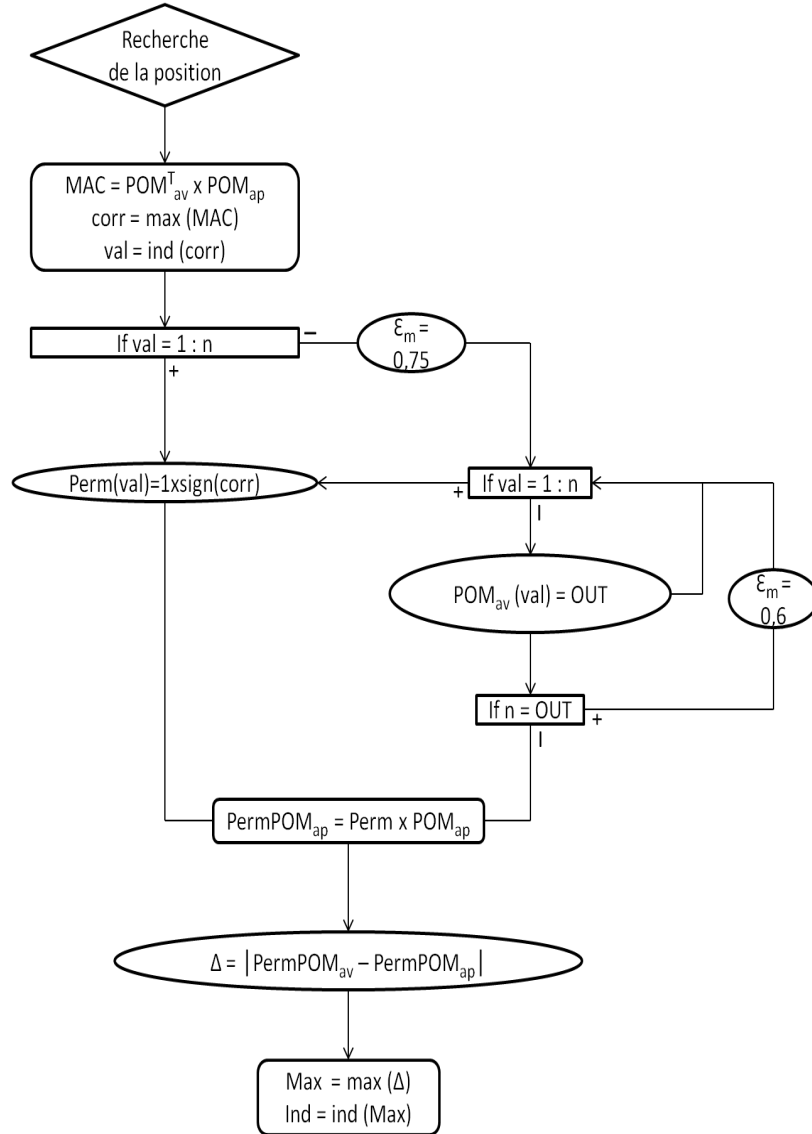 Recherche
de la position
MAC = POMᵀav x POMap
corr = max (MAC)
val = ind (corr)
If val = 1 : n
–
+
Ɛm =
0,75
Perm(val)=1xsign(corr)
+
If val = 1 : n
I
POMav (val) = OUT
Ɛm =
0,6
If n = OUT
+
I
PermPOMap = Perm x POMap
Δ = |PermPOMav – PermPOMap|
Max = max (Δ)
Ind = ind (Max)